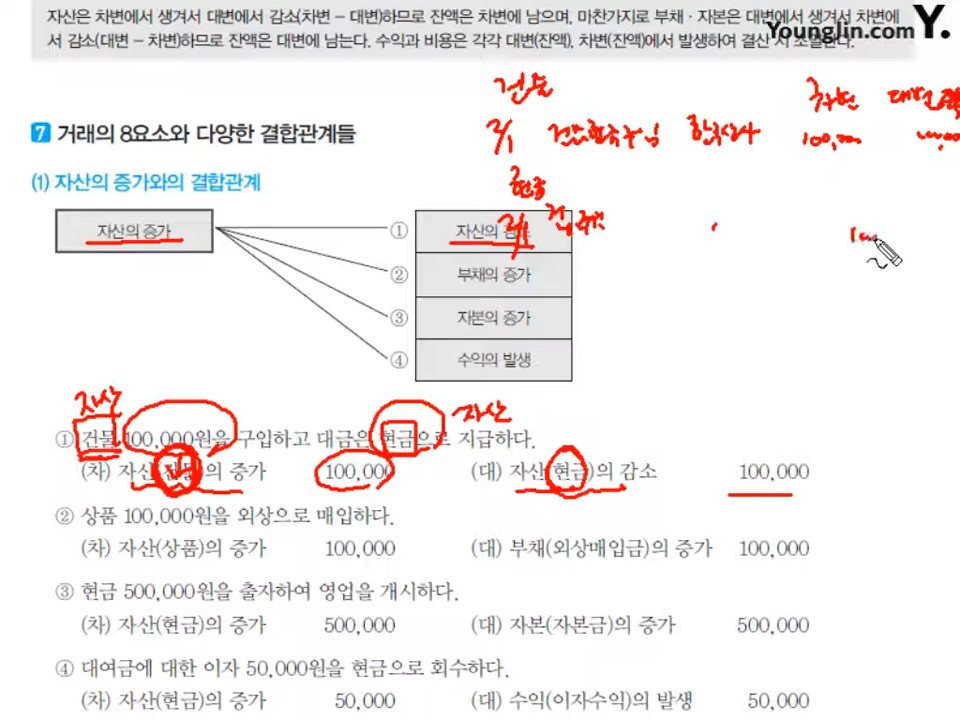 자산은 차변에서 생겨서 대변에서 감소(차변 – 대변)하므로 잔액은 차변에 남으며, 마찬가지로 부채 · 자본은 대변에서 생겨서 차변에
서 감소(대변 – 차변)하므로 잔액은 대변에 남는다. 수익과 비용은 각각 대변(잔액), 차변(잔액)에서 발생하여 결산 시 소멸된다.
Y.
YoungJin.com
차변 대변
7 거래의 8요소와 다양한 결합관계들
2/1 100,000
(1) 자산의 증가와의 결합관계
현금
2/1
자산의 증가
① 자산의 감소
② 부채의 증가
③ 자본의 증가
④ 수익의 발생
자산 자산
① 건물 100,000원을 구입하고 대금은 현금으로 지급하다.
(차) 자산(건물)의 증가 100,000 (대) 자산(현금)의 감소 100,000
② 상품 100,000원을 외상으로 매입하다.
(차) 자산(상품)의 증가 100,000 (대) 부채(외상매입금)의 증가 100,000
③ 현금 500,000원을 출자하여 영업을 개시하다.
(차) 자산(현금)의 증가 500,000 (대) 자본(자본금)의 증가 500,000
④ 대여금에 대한 이자 50,000원을 현금으로 회수하다.
(차) 자산(현금)의 증가 50,000 (대) 수익(이자수익)의 발생 50,000